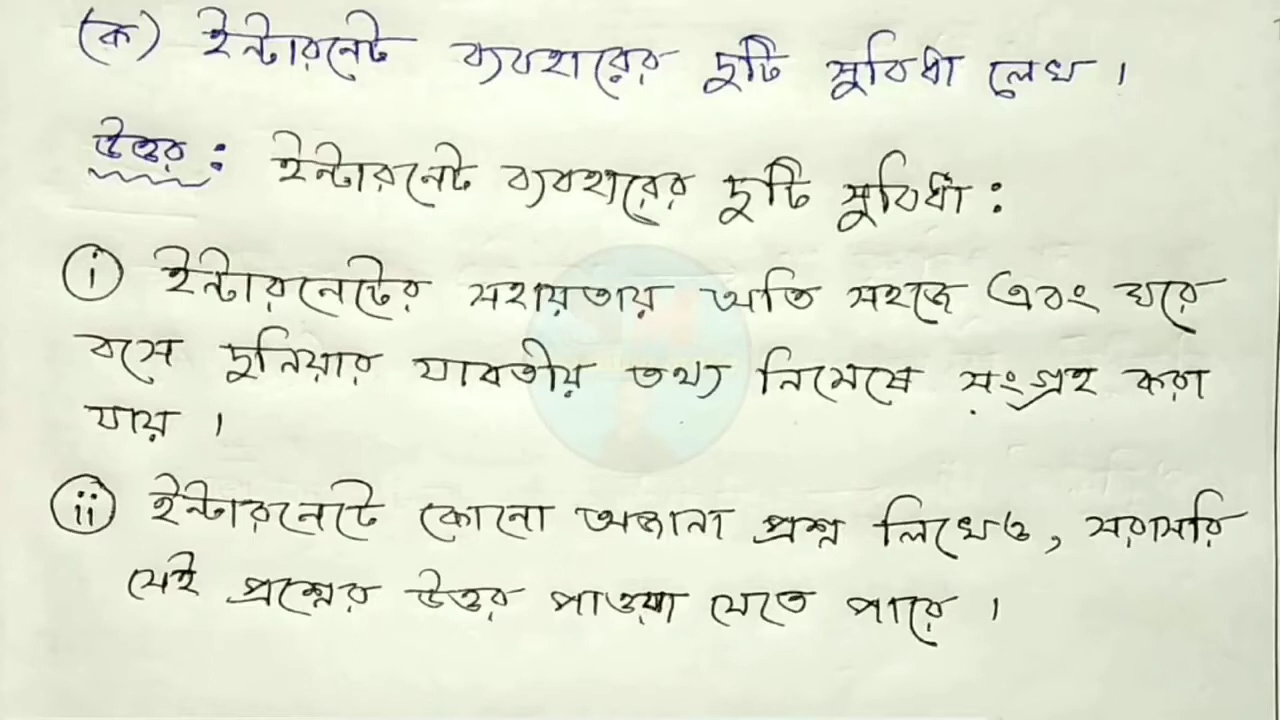 (ক) ইন্টারনেট ব্যবহারের দুটি সুবিধা লেখ ।
উত্তর : ইন্টারনেট ব্যবহারের দুটি সুবিধা :
i ইন্টারনেটের সহায়তায় অতি সহজে এবং ঘরে
বসে দুনিয়ার যাবতীয় তথ্য নিমেষে সংগ্রহ করা
যায় ।
ii ইন্টারনেটে কোনো অজানা প্রশ্ন লিখেও, সরাসরি
সেই প্রশ্নের উত্তর পাওয়া যেতে পারে ।